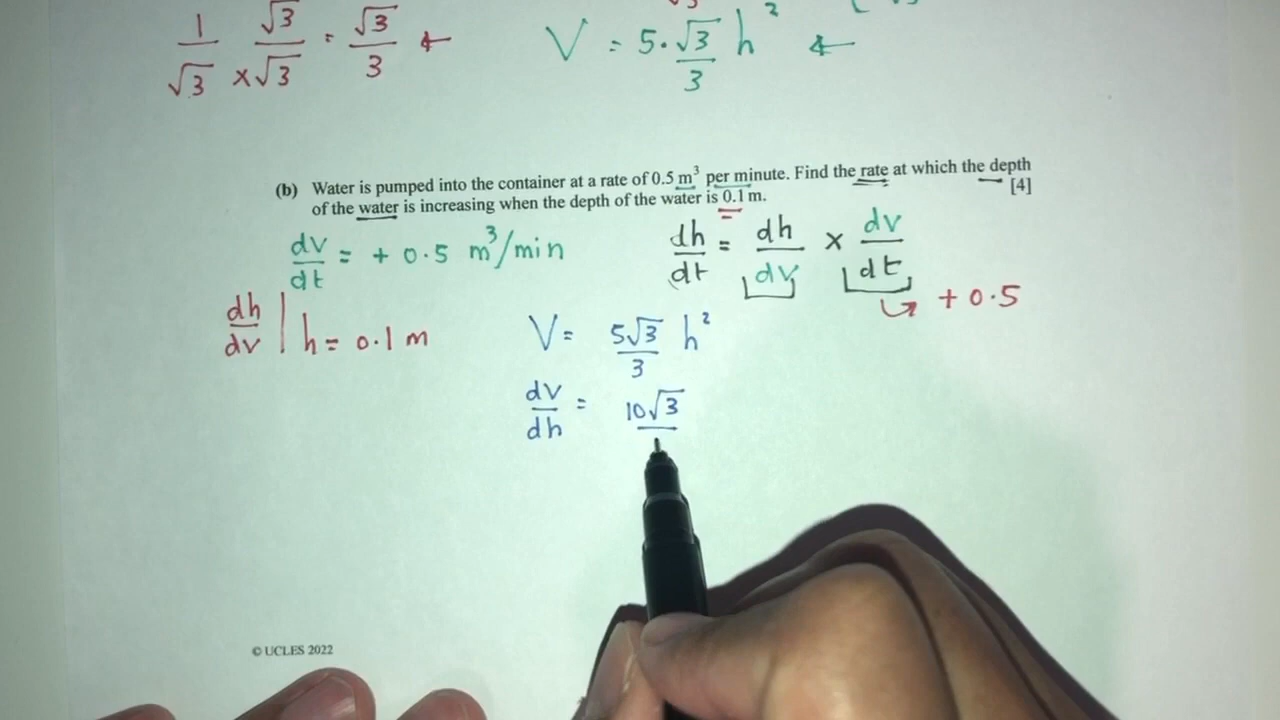 1/√3 × √3/√3 = √3/3 ←
V = 5·√3/3 h² ←
(b) Water is pumped into the container at a rate of 0.5 m³ per minute. Find the rate at which the depth
of the water is increasing when the depth of the water is 0.1 m. [4]
dv/dt = + 0.5 m³/min
dh/dt = dh/dv × dv/dt
↳ + 0.5
dh/dv | h = 0.1 m
V = 5√3/3 h²
dv/dh = 10√3
© UCLES 2022